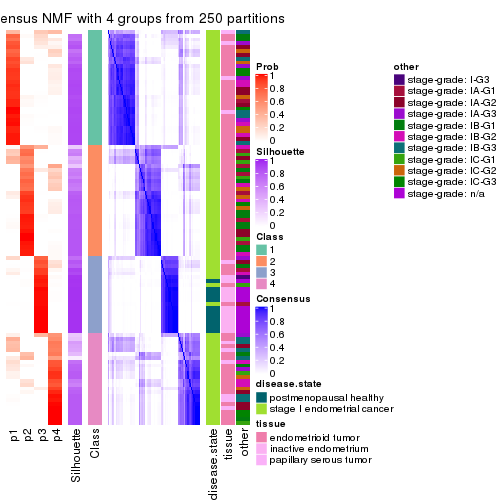 ensus NMF with 4 groups from 250 partitions
Prob
1
0.8
0.6
0.4
0.2
0
Silhouette
1
0.8
0.6
0.4
0.2
0
Class
1
2
3
4
Consensus
1
0.8
0.6
0.4
0.2
0
disease.state
postmenopausal healthy
stage I endometrial cancer
tissue
endometrioid tumor
inactive endometrium
papillary serous tumor
other
stage-grade: I-G3
stage-grade: IA-G1
stage-grade: IA-G2
stage-grade: IA-G3
stage-grade: IB-G1
stage-grade: IB-G2
stage-grade: IB-G3
stage-grade: IC-G1
stage-grade: IC-G2
stage-grade: IC-G3
stage-grade: n/a
p1
p2
p3
p4
Silhouette
Class
disease.state
tissue
other